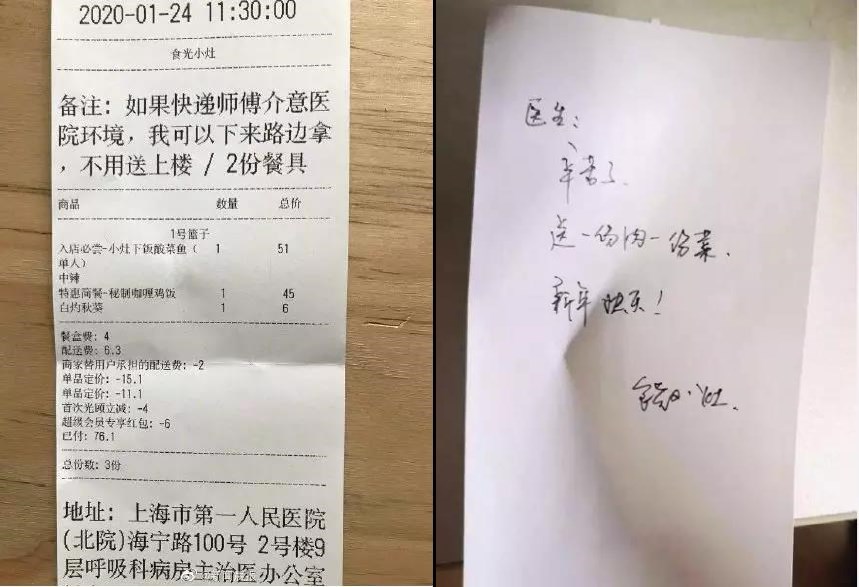 2020-01-24 11:30:00
食光小灶
备注: 如果快递师傅介意医
院环境，我可以下来路边拿
，不用送上楼 / 2份餐具
商品 数量 总价
1号篮子
入店必尝-小灶下饭酸菜鱼（ 1 51
单人）
中辣
特惠简餐-秘制咖喱鸡饭 1 45
白灼秋葵 1 6
餐盒费: 4
配送费: 6.3
商家替用户承担的配送费: -2
单品定价: -15.1
单品定价: -11.1
首次光顾立减: -4
超级会员专享红包: -6
已付: 76.1
总份数: 3份
地址: 上海市第一人民医院
(北院)海宁路100号 2号楼9
层呼吸科病房主治医办公室
医生:
辛苦了.
送一份肉一份菜.
新年快乐!
食光小灶.